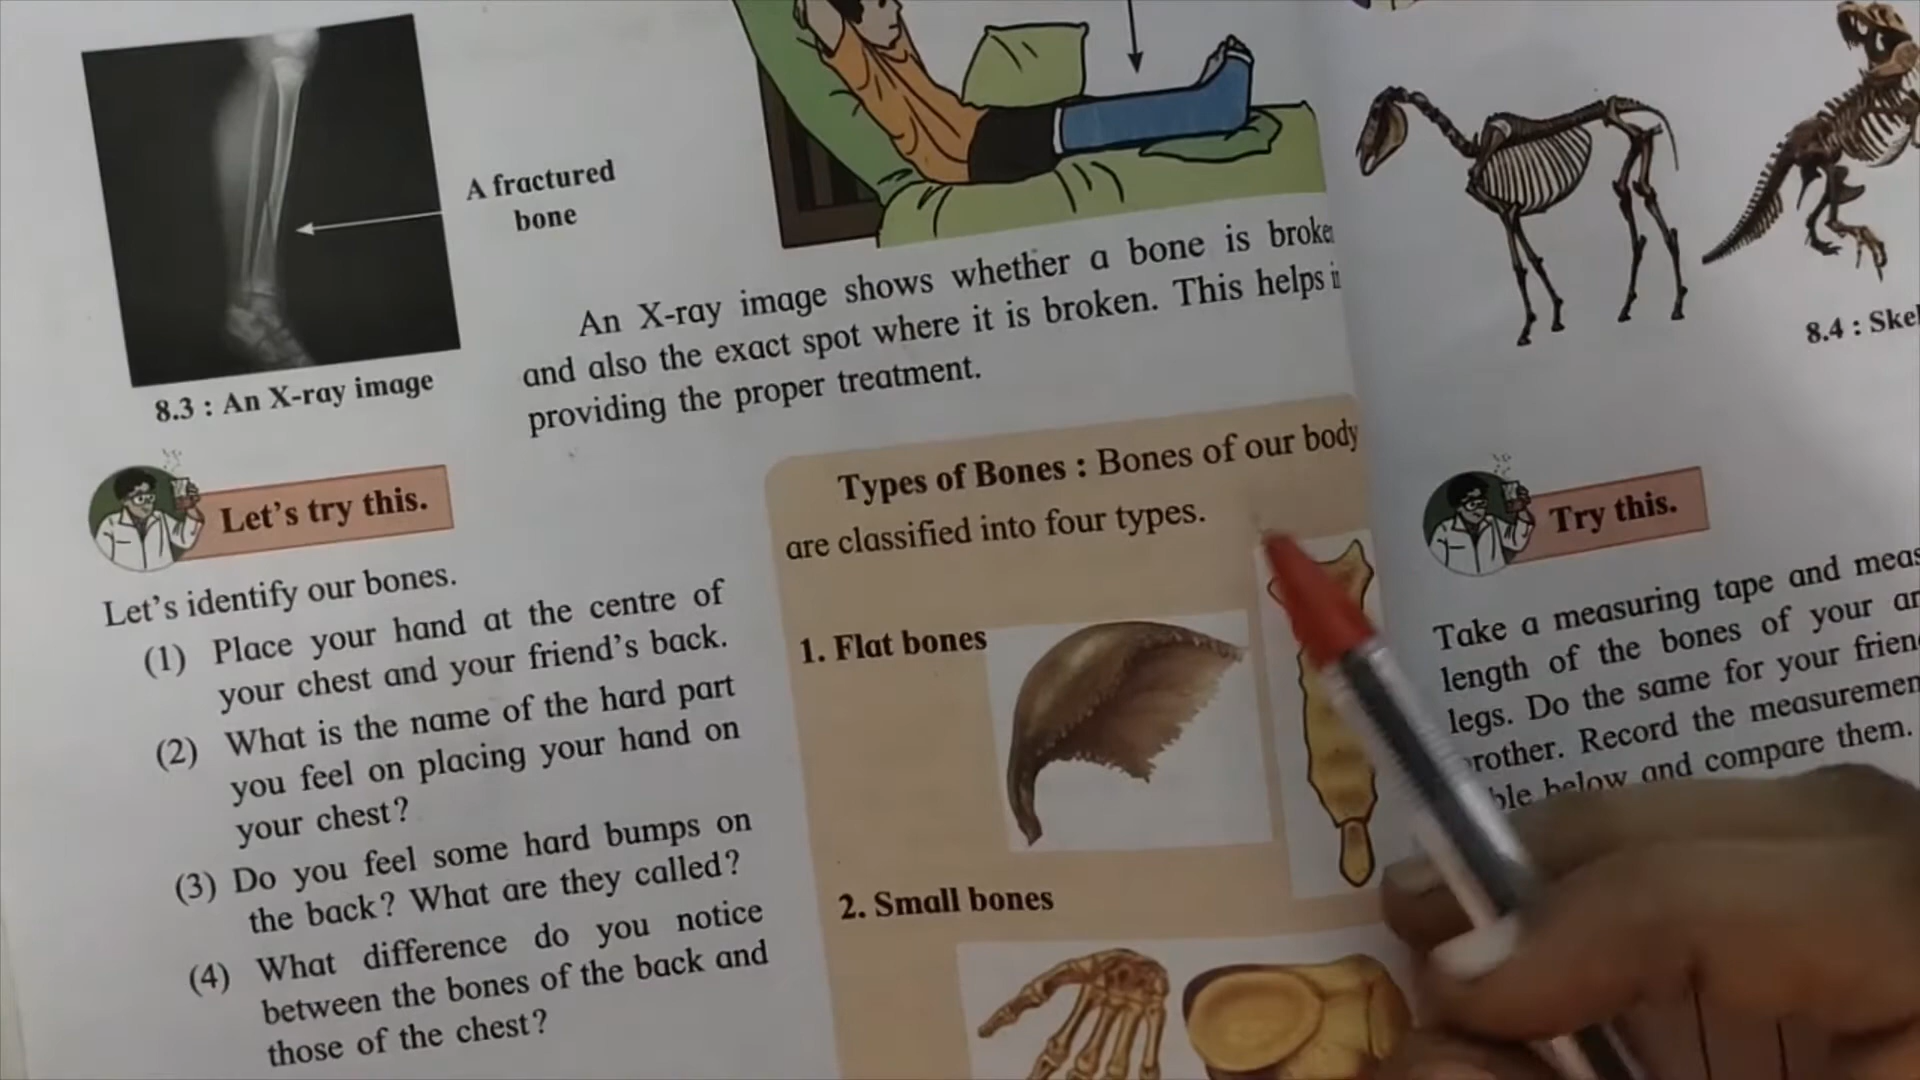 A fractured
bone
8.3 : An X-ray image
An X-ray image shows whether a bone is
and also the exact spot where it is broken. This helps
providing the proper treatment.
Let's try this.
Let's identify our bones.
(1) Place your hand at the centre of
your chest and your friend's back.
(2) What is the name of the hard part
you feel on placing your hand on
your chest?
(3) Do you feel some hard bumps on
the back? What are they called?
(4) What difference do you notice
between the bones of the back and
those of the chest?
Types of Bones : Bones of our body
are classified into four types.
1. Flat bones
2. Small bones
8.4 :
Try this.
Take a measuring tape and
length of the bones of your
legs. Do the same for your
Record the
below and compare them.